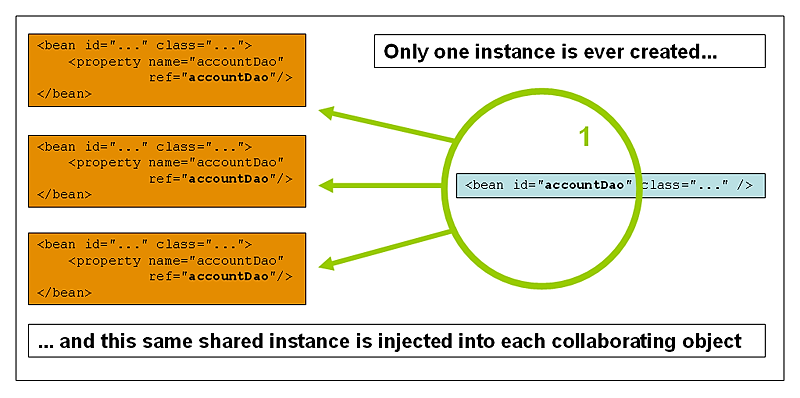 <bean id="..." class="...">
<property name="accountDao"
ref="accountDao"/>
</bean>
Only one instance is ever created...
<bean id="..." class="...">
<property name="accountDao"
ref="accountDao"/>
</bean>
1
<bean id="accountDao" class="..." />
<bean id="..." class="...">
<property name="accountDao"
ref="accountDao"/>
</bean>
... and this same shared instance is injected into each collaborating object